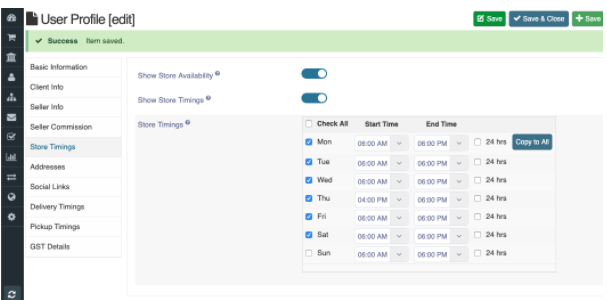 User Profile [edit]
Save
Save & Close
Save
Success Item saved.
Basic Information
Client Info
Seller Info
Seller Commission
Store Timings
Addresses
Social Links
Delivery Timings
Pickup Timings
GST Details
Show Store Availability
Show Store Timings
Store Timings
Check All Start Time End Time
Mon 06:00 AM 06:00 PM 24 hrs Copy to All
Tue 06:00 AM 06:00 PM 24 hrs
Wed 06:00 AM 06:00 PM 24 hrs
Thu 04:00 PM 06:00 PM 24 hrs
Fri 06:00 AM 06:00 PM 24 hrs
Sat 06:00 AM 06:00 PM 24 hrs
Sun 06:00 AM 06:00 PM 24 hrs